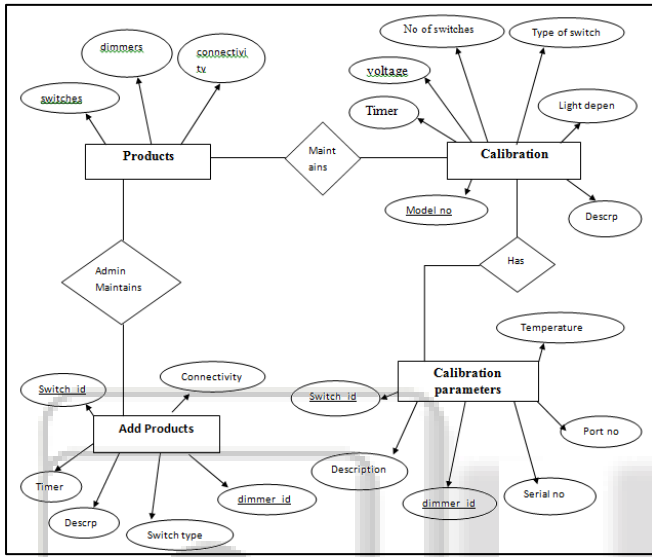 No of switches
Type of switch
dimmers
connectivi
ty
voltage
switches
Timer
Light depen
Products
Maint
ains
Calibration
Model no
Descrp
Admin
Maintains
Has
Temperature
Connectivity
Calibration
parameters
Switch_id
Switch_id
Add Products
Port no
Description
Timer
dimmer_id
dimmer_id
Serial no
Descrp
Switch type